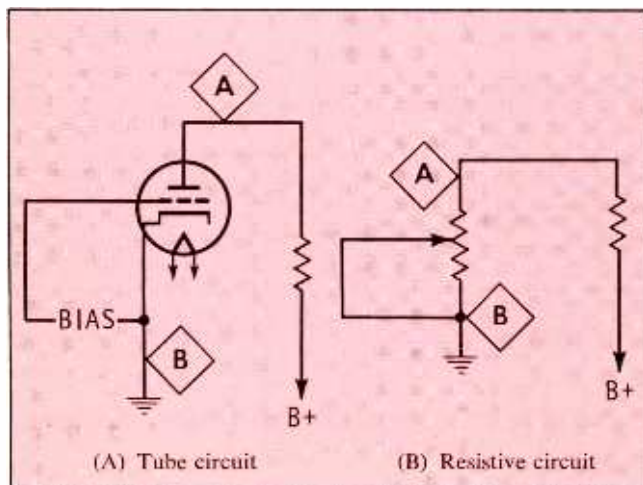 A
A
BIAS
B
B
B+
B+
(A) Tube circuit
(B) Resistive circuit